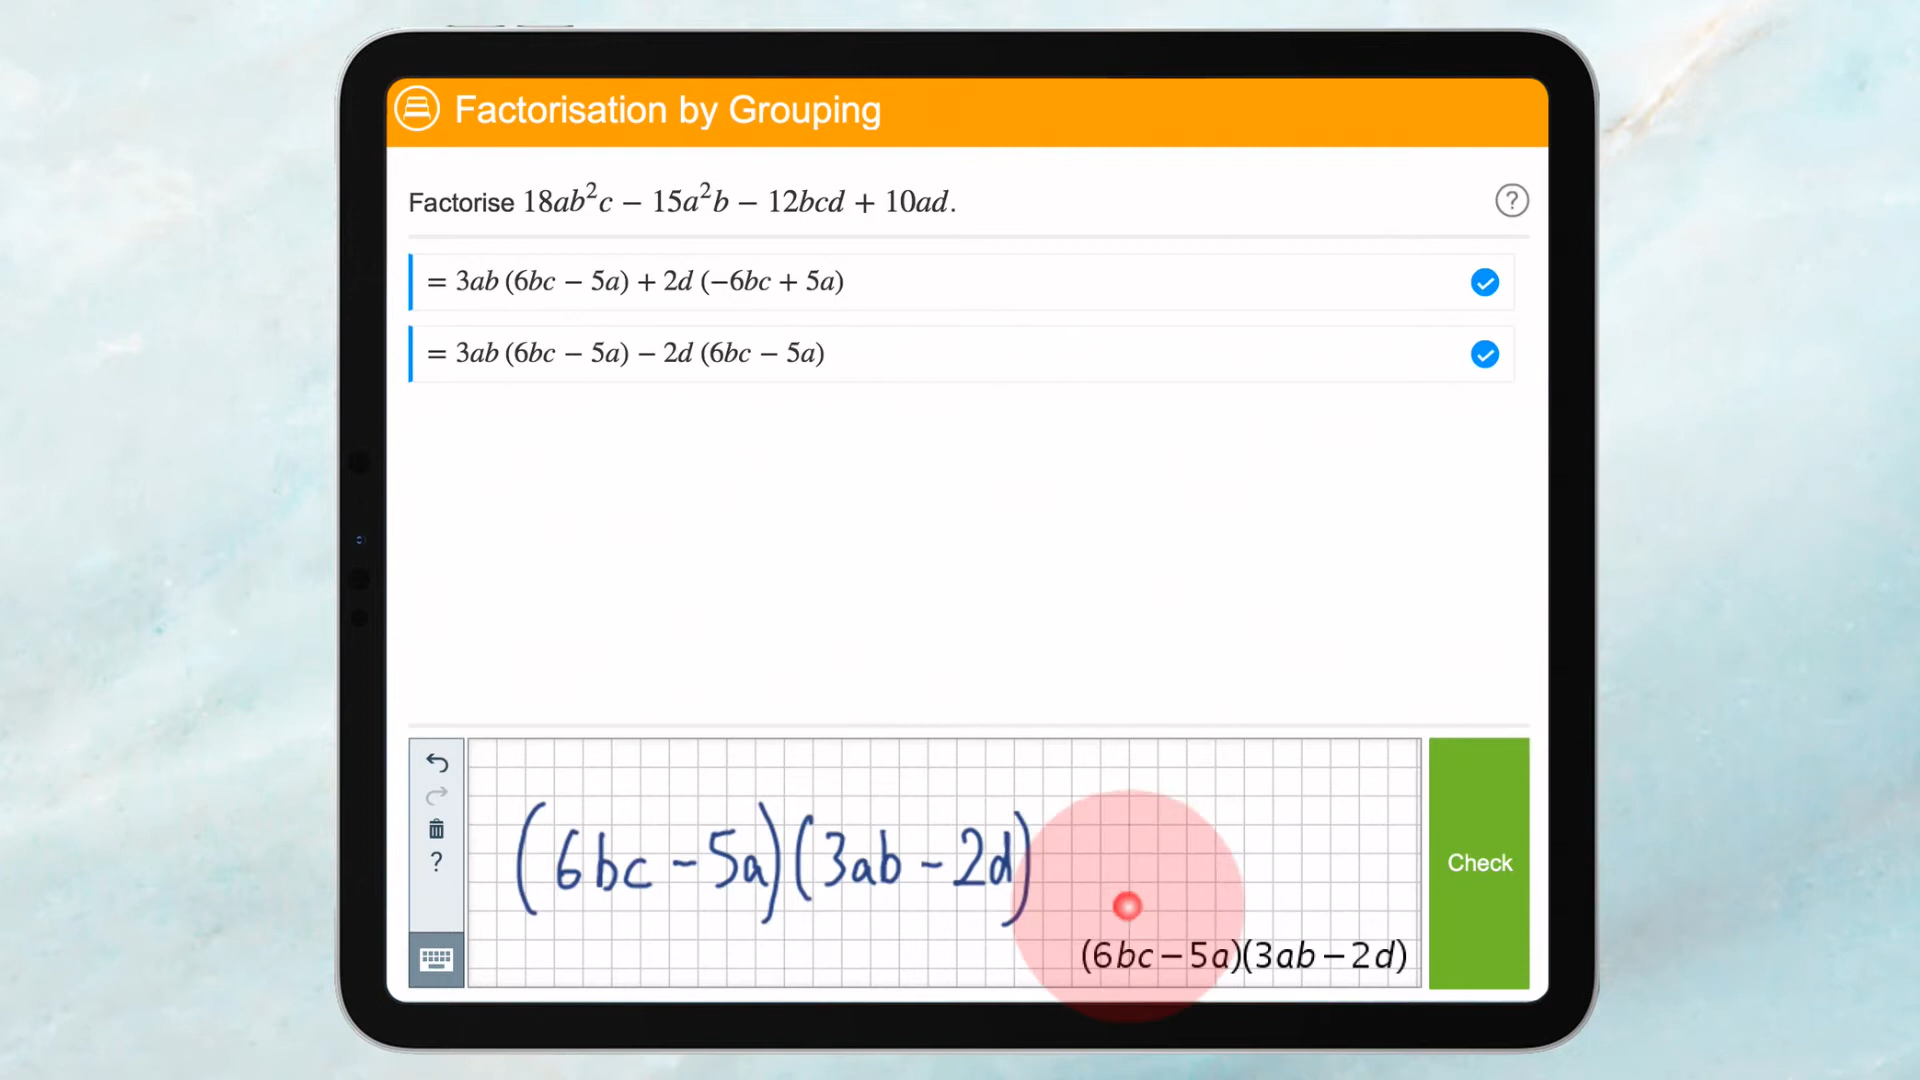 Factorisation by Grouping
Factorise 18ab²c − 15a²b − 12bcd + 10ad.
?
= 3ab (6bc − 5a) + 2d (−6bc + 5a)
= 3ab (6bc − 5a) − 2d (6bc − 5a)
?
(6bc − 5a)(3ab − 2d)
(6bc − 5a)(3ab − 2d)
Check